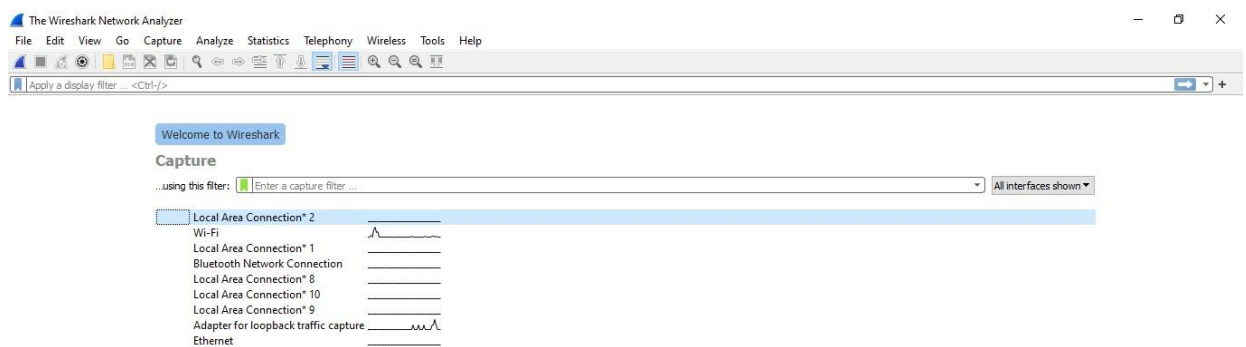 The Wireshark Network Analyzer
File Edit View Go Capture Analyze Statistics Telephony Wireless Tools Help
Apply a display filter ... <Ctrl-/>
Welcome to Wireshark
Capture
...using this filter: Enter a capture filter ... All interfaces shown
Local Area Connection* 2
Wi-Fi
Local Area Connection* 1
Bluetooth Network Connection
Local Area Connection* 8
Local Area Connection* 10
Local Area Connection* 9
Adapter for loopback traffic capture
Ethernet